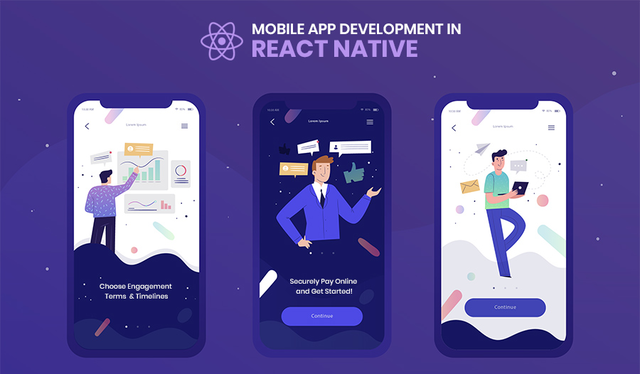 MOBILE APP DEVELOPMENT IN
REACT NATIVE
Lorem Ipsum
Choose Engagement
Terms & Timelines
Lorem Ipsum
Securely Pay Online
and Get Started!
Continue
Lorem Ipsum
Continue